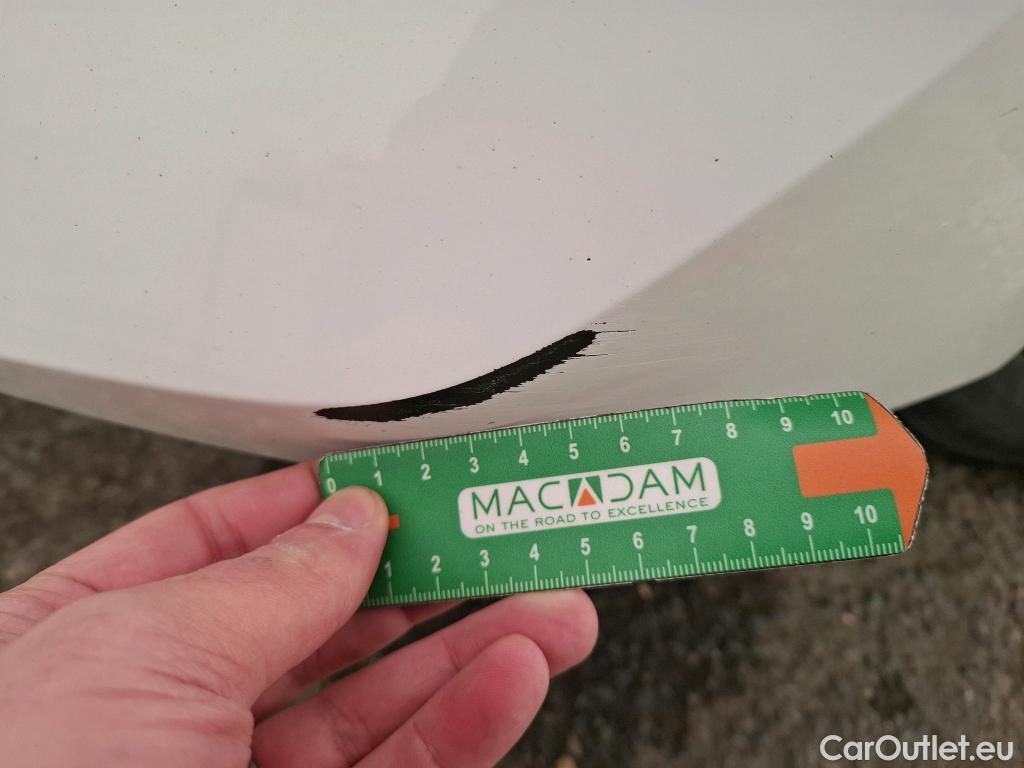 0 1 2 3 4 5 6 7 8 9 10
MACADAM
ON THE ROAD TO EXCELLENCE
1 2 3 4 5 6 7 8 9 10
CarOutlet.eu